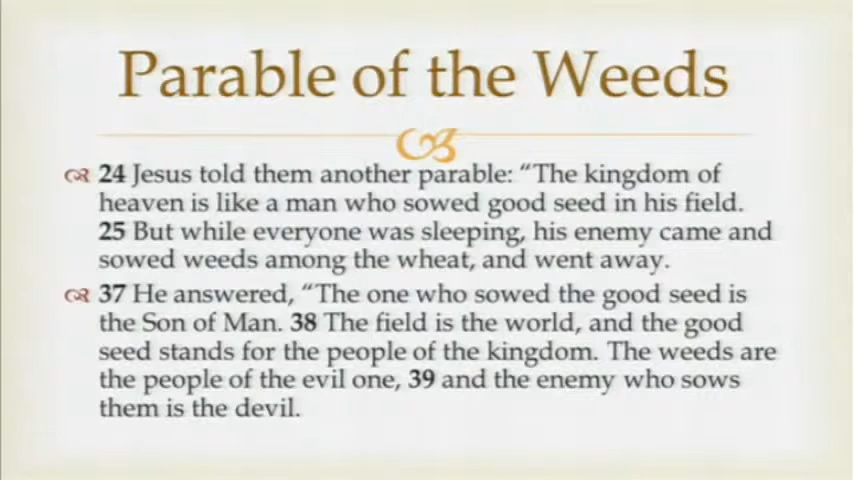 Parable of the Weeds
24 Jesus told them another parable: “The kingdom of
heaven is like a man who sowed good seed in his field.
25 But while everyone was sleeping, his enemy came and
sowed weeds among the wheat, and went away.
37 He answered, “The one who sowed the good seed is
the Son of Man. 38 The field is the world, and the good
seed stands for the people of the kingdom. The weeds are
the people of the evil one, 39 and the enemy who sows
them is the devil.